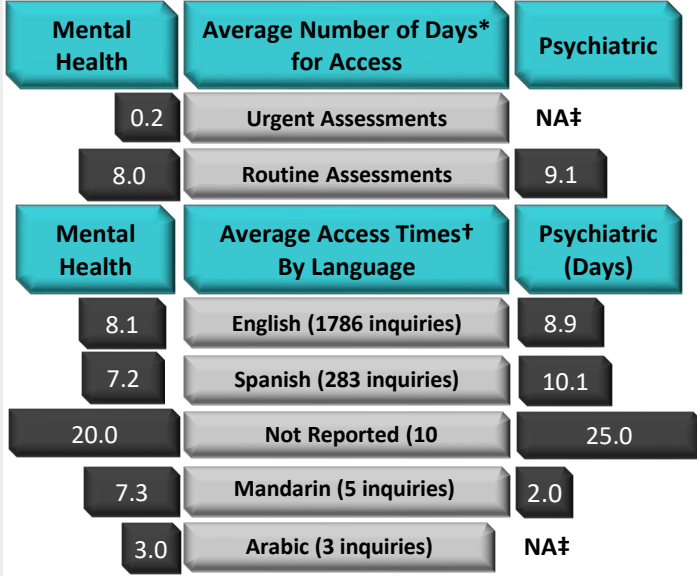 Mental Health
Average Number of Days* for Access
Psychiatric
0.2 Urgent Assessments NA‡
8.0 Routine Assessments 9.1
Mental Health
Average Access Times† By Language
Psychiatric (Days)
8.1 English (1786 inquiries) 8.9
7.2 Spanish (283 inquiries) 10.1
20.0 Not Reported (10 25.0
7.3 Mandarin (5 inquiries) 2.0
3.0 Arabic (3 inquiries) NA‡